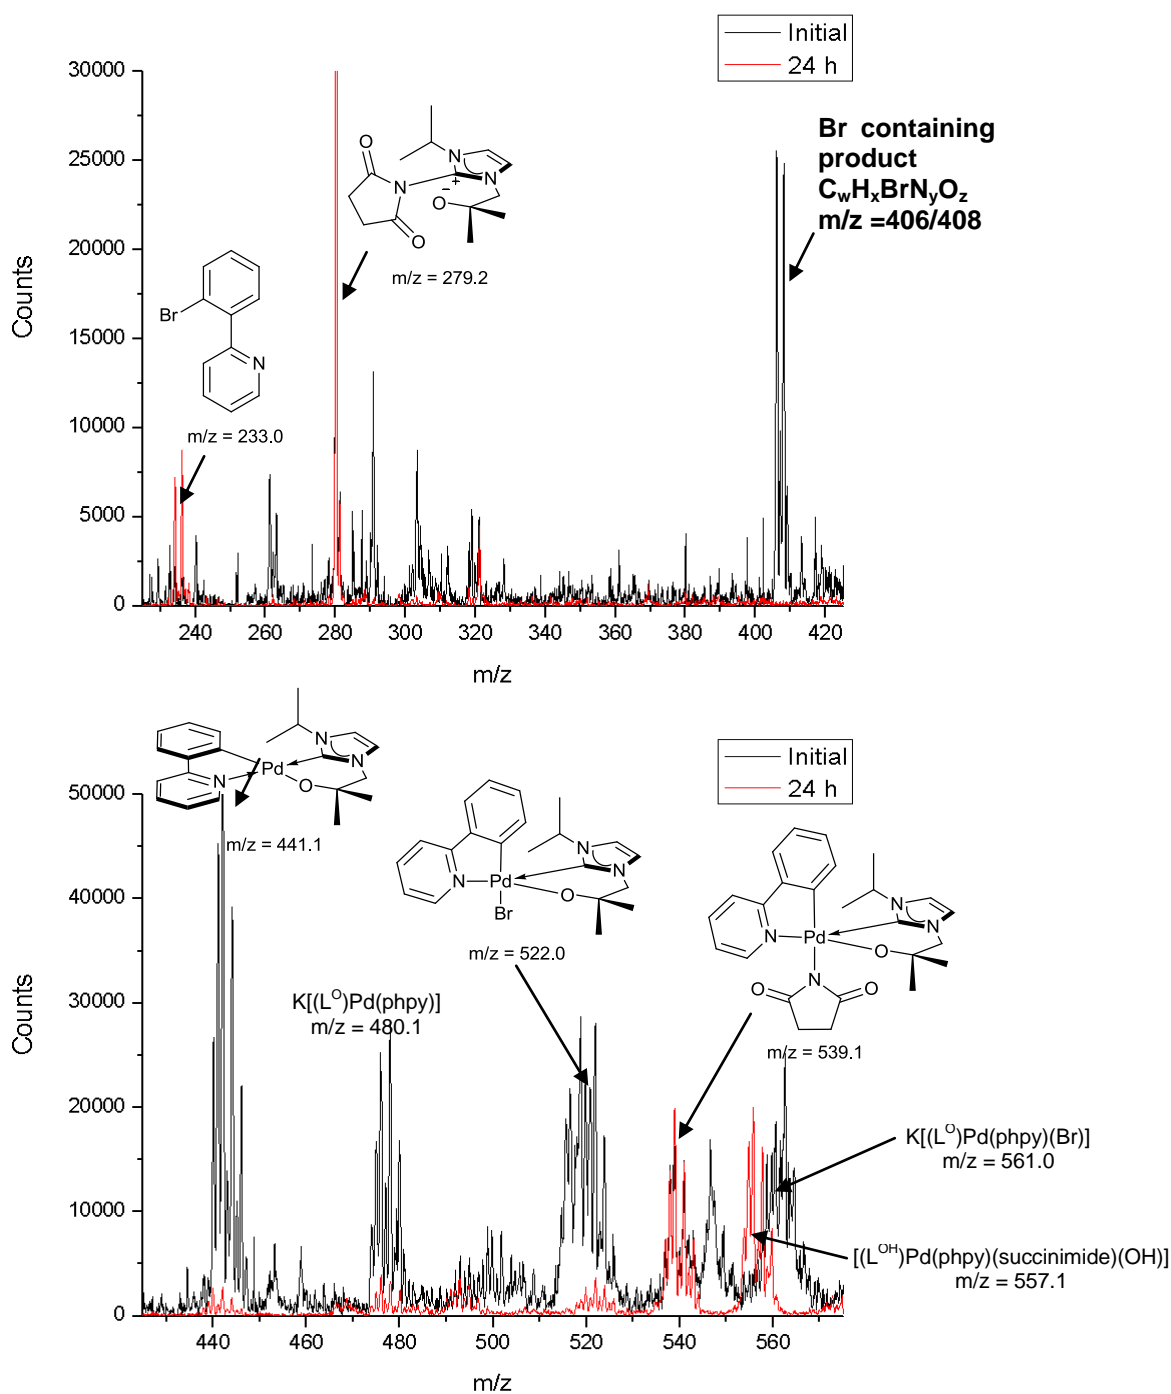 Initial
24 h
30000
25000
20000
15000
10000
5000
0
Counts
O
N
O
N
N
+
−
O
m/z = 279.2
Br containing
product
CwHxBrNyOz
m/z =406/408
Br
N
m/z = 233.0
240 260 280 300 320 340 360 380 400 420
m/z
Initial
24 h
50000
40000
30000
20000
10000
0
Counts
N
Pd
N
N
O
m/z = 441.1
N
Pd
Br
N
N
O
m/z = 522.0
K[(L^O)Pd(phpy)]
m/z = 480.1
N
Pd
N
N
O
N
O
O
m/z = 539.1
K[(L^O)Pd(phpy)(Br)]
m/z = 561.0
[(L^OH)Pd(phpy)(succinimide)(OH)]
m/z = 557.1
440 460 480 500 520 540 560
m/z